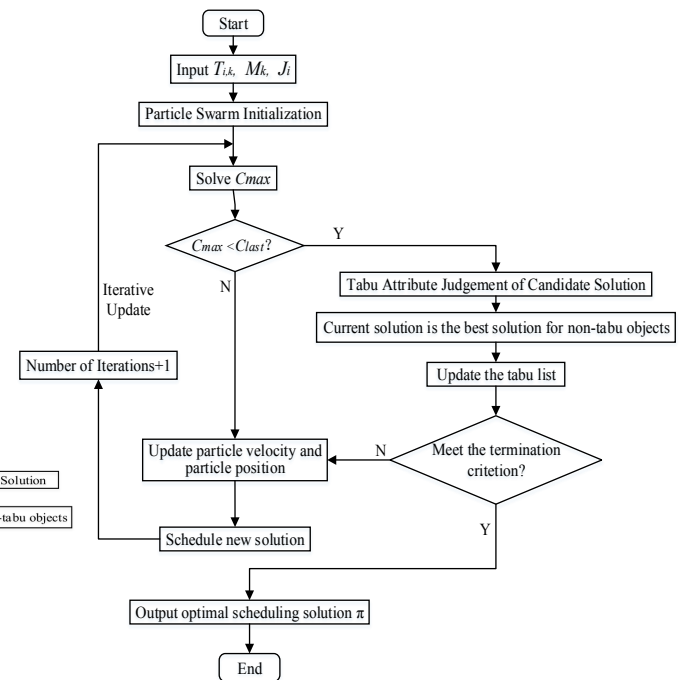 Start
Input Ti,k, Mk, Ji
Particle Swarm Initialization
Solve Cmax
Cmax <Clast?
Y
N
Tabu Attribute Judgement of Candidate Solution
Current solution is the best solution for non-tabu objects
Update the tabu list
Iterative
Update
Number of Iterations+1
Update particle velocity and
particle position
N
Meet the termination
critetion?
Solution
-tabu objects
Schedule new solution
Y
Output optimal scheduling solution π
End